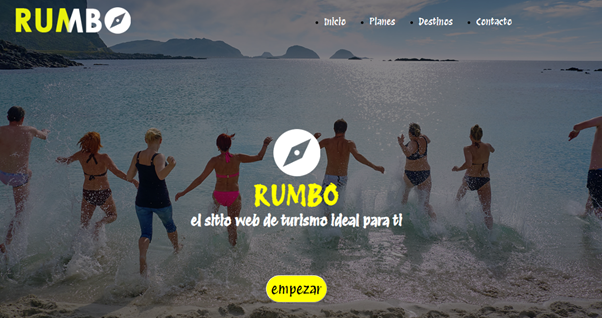 RUMBO
Inicio Planes Destinos Contacto
RUMBO
el sitio web de turismo ideal para ti
empezar